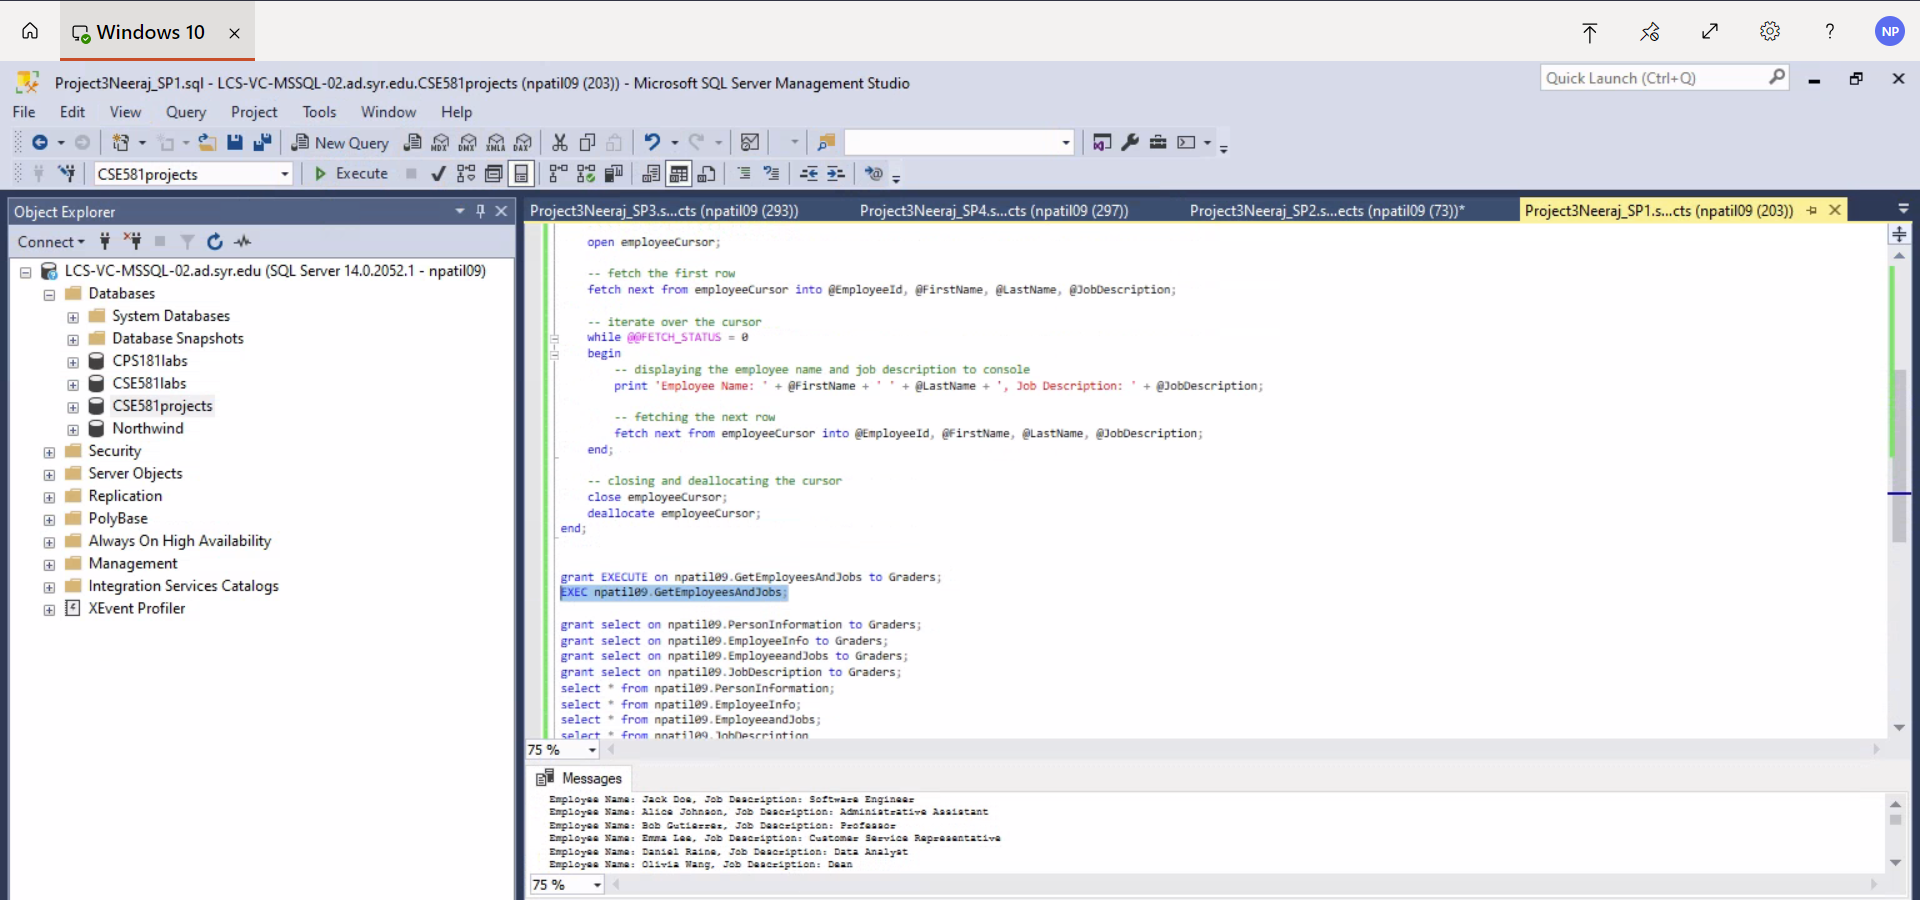 Windows 10
NP
Project3Neeraj_SP1.sql - LCS-VC-MSSQL-02.ad.syr.edu.CSE581projects (npatil09 (203)) - Microsoft SQL Server Management Studio
Quick Launch (Ctrl+Q)
File Edit View Query Project Tools Window Help
New Query MDX DMX XMLA DAX
CSE581projects Execute
Object Explorer
Project3Neeraj_SP3.s...cts (npatil09 (293)) Project3Neeraj_SP4.s...cts (npatil09 (297)) Project3Neeraj_SP2.s...ects (npatil09 (73))* Project3Neeraj_SP1.s...cts (npatil09 (203))
Connect
LCS-VC-MSSQL-02.ad.syr.edu (SQL Server 14.0.2052.1 - npatil09)
Databases
System Databases
Database Snapshots
CPS181labs
CSE581labs
CSE581projects
Northwind
Security
Server Objects
Replication
PolyBase
Always On High Availability
Management
Integration Services Catalogs
XEvent Profiler
open employeeCursor;
-- fetch the first row
fetch next from employeeCursor into @EmployeeId, @FirstName, @LastName, @JobDescription;
-- iterate over the cursor
while @@FETCH_STATUS = 0
begin
-- displaying the employee name and job description to console
print 'Employee Name: ' + @FirstName + ' ' + @LastName + ', Job Description: ' + @JobDescription;
-- fetching the next row
fetch next from employeeCursor into @EmployeeId, @FirstName, @LastName, @JobDescription;
end;
-- closing and deallocating the cursor
close employeeCursor;
deallocate employeeCursor;
end;
grant EXECUTE on npatil09.GetEmployeesAndJobs to Graders;
EXEC npatil09.GetEmployeesAndJobs;
grant select on npatil09.PersonInformation to Graders;
grant select on npatil09.EmployeeInfo to Graders;
grant select on npatil09.EmployeeandJobs to Graders;
grant select on npatil09.JobDescription to Graders;
select * from npatil09.PersonInformation;
select * from npatil09.EmployeeInfo;
select * from npatil09.EmployeeandJobs;
select * from npatil09.JobDescription
75 %
Messages
Employee Name: Jack Doe, Job Description: Software Engineer
Employee Name: Alice Johnson, Job Description: Administrative Assistant
Employee Name: Bob Gutierrez, Job Description: Professor
Employee Name: Emma Lee, Job Description: Customer Service Representative
Employee Name: Daniel Raine, Job Description: Data Analyst
Employee Name: Olivia Wang, Job Description: Dean
75 %